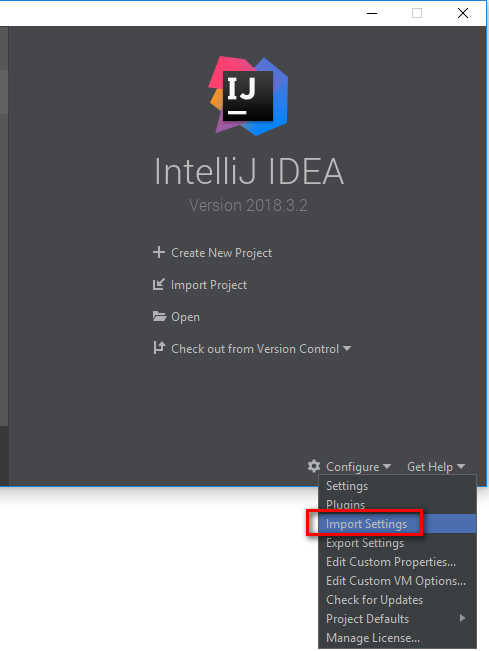 IJ
IntelliJ IDEA
Version 2018.3.2
Create New Project
Import Project
Open
Check out from Version Control
Configure Get Help
Settings
Plugins
Import Settings
Export Settings
Edit Custom Properties...
Edit Custom VM Options...
Check for Updates
Project Defaults
Manage License...